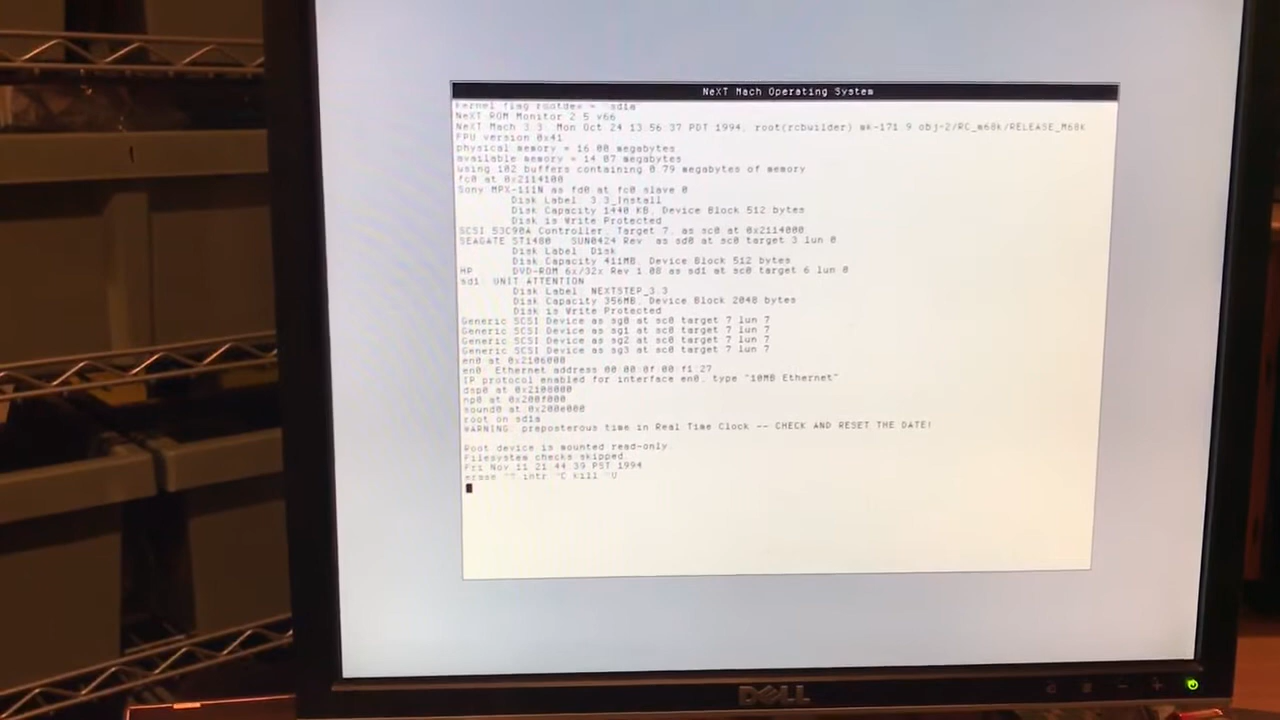 NeXT Mach Operating System
kernel flag rootdev = 'sd1a'
NeXT ROM Monitor 2.5 v66
NeXT Mach 3.3: Mon Oct 24 13:56:37 PDT 1994; root(rcbuilder) mk-171.9.obj~2/RC_m68k/RELEASE_M68K
FPU version 0x41
physical memory = 16.00 megabytes
available memory = 14.07 megabytes
using 102 buffers containing 0.79 megabytes of memory
fc0 at 0x2114100
Sony MPX-111N as fd0 at fc0 slave 0
Disk Label: 3.3_Install
Disk Capacity 1440 KB, Device Block 512 bytes
Disk is Write Protected
SCSI 53C90A Controller, Target 7, as sc0 at 0x2114000
SEAGATE ST1480 SUN0424 Rev as sd0 at sc0 target 3 lun 0
Disk Label: Disk
Disk Capacity 411MB, Device Block 512 bytes
HP DVD-ROM 6x/32x Rev 1.08 as sd1 at sc0 target 6 lun 0
sd1: UNIT ATTENTION
Disk Label: NEXTSTEP_3.3
Disk Capacity 356MB, Device Block 2048 bytes
Disk is Write Protected
Generic SCSI Device as sg0 at sc0 target 7 lun 7
Generic SCSI Device as sg1 at sc0 target 7 lun 7
Generic SCSI Device as sg2 at sc0 target 7 lun 7
Generic SCSI Device as sg3 at sc0 target 7 lun 7
en0 at 0x2106000
en0: Ethernet address 00:00:0f:00:f1:27
IP protocol enabled for interface en0, type "10MB Ethernet"
dsp0 at 0x2108000
np0 at 0x200f000
sound0 at 0x200e000
root on sd1a
WARNING: preposterous time in Real Time Clock -- CHECK AND RESET THE DATE!
Root device is mounted read-only.
Filesystem checks skipped.
Fri Nov 11 21:44:39 PST 1994
erase ^? intr ^C kill ^U
DELL